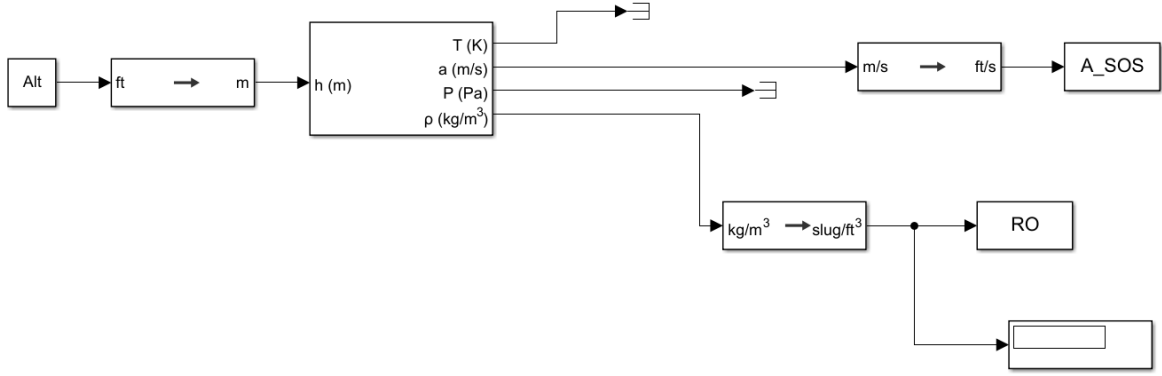 Alt
ft → m
h (m)
T (K)
a (m/s)
P (Pa)
ρ (kg/m³)
m/s → ft/s
A_SOS
kg/m³ → slug/ft³
RO